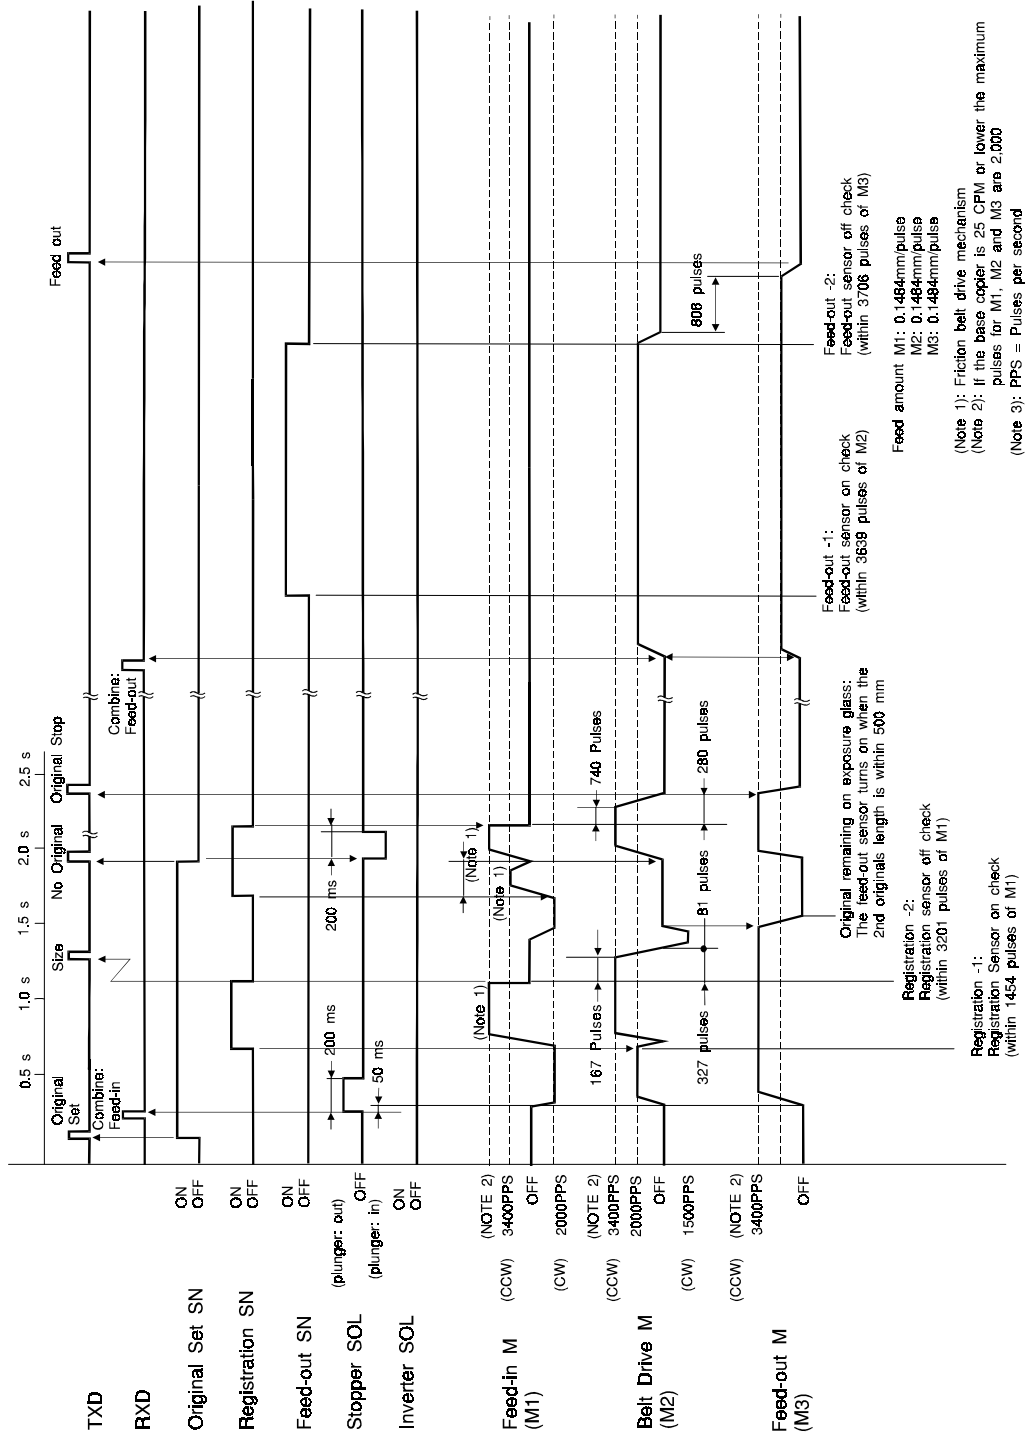 0.5 s
1.0 s
1.5 s
2.0 s
2.5 s
TXD
Original
Set
Size
No Original
Original Stop
Feed out
RXD
Combine:
Feed-in
Combine:
Feed-out
Original Set SN
ON
OFF
Registration SN
ON
OFF
Feed-out SN
ON
OFF
Stopper SOL
(plunger: out)
OFF
(plunger: in)
200 ms
50 ms
200 ms
Inverter SOL
ON
OFF
Feed-in M
(M1)
(NOTE 2)
(CCW) 3400PPS
OFF
(CW) 2000PPS
(Note 1)
(Note 1)
(Note 1)
Belt Drive M
(M2)
(NOTE 2)
(CCW) 3400PPS
2000PPS
OFF
(CW) 1500PPS
167 Pulses
740 Pulses
327 pulses
81 pulses
280 pulses
808 pulses
Feed-out M
(M3)
(CCW) (NOTE 2)
3400PPS
OFF
Registration -1:
Registration Sensor on check
(within 1454 pulses of M1)
Registration -2:
Registration sensor off check
(within 3201 pulses of M1)
Original remaining on exposure glass:
The feed-out sensor turns on when the
2nd originals length is within 500 mm
Feed-out -1:
Feed-out sensor on check
(within 3639 pulses of M2)
Feed-out -2:
Feed-out sensor off check
(within 3706 pulses of M3)
Feed amount M1: 0.1484mm/pulse
M2: 0.1484mm/pulse
M3: 0.1484mm/pulse
(Note 1): Friction belt drive mechanism
(Note 2): If the base copier is 25 CPM or lower the maximum
pulses for M1, M2 and M3 are 2,000
(Note 3): PPS = Pulses per second